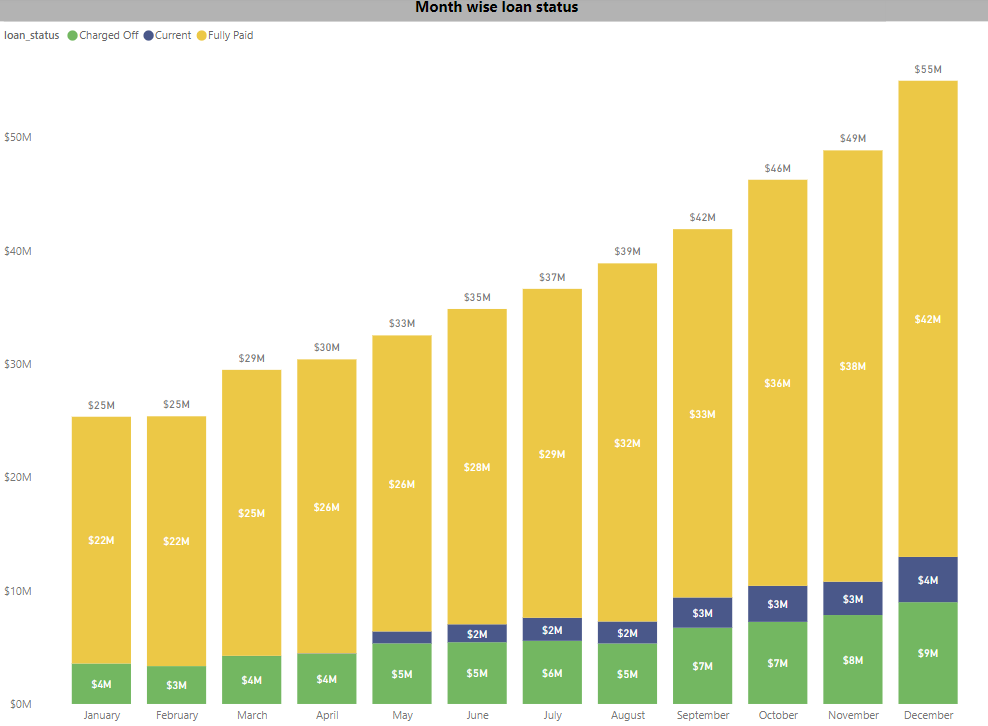 Month wise loan status
loan_status Charged Off Current Fully Paid
$55M
$50M
$49M
$46M
$42M
$40M
$39M
$37M
$35M
$33M
$30M
$29M
$30M
$25M
$25M
$42M
$38M
$36M
$33M
$32M
$29M
$28M
$26M
$26M
$25M
$22M
$22M
$20M
$10M
$4M
$3M
$3M
$3M
$2M
$2M
$2M
$4M
$3M
$4M
$4M
$5M
$5M
$6M
$5M
$7M
$7M
$8M
$9M
$0M
January February March April May June July August September October November December